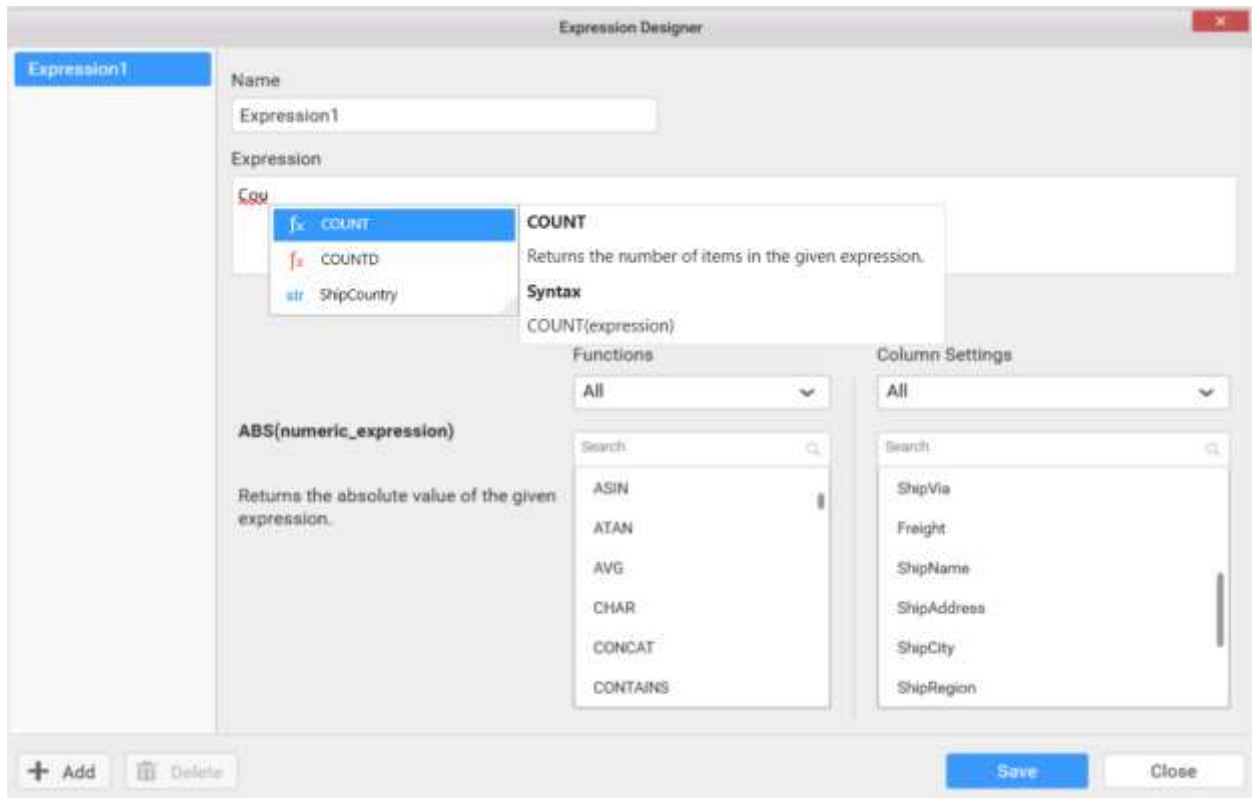 Expression Designer
Expression1
Name
Expression1
Expression
Cou
fx COUNT
fx COUNTD
str ShipCountry
COUNT
Returns the number of items in the given expression.
Syntax
COUNT(expression)
Functions
Column Settings
All
All
ABS(numeric_expression)
Returns the absolute value of the given
expression.
Search
ASIN
ATAN
AVG
CHAR
CONCAT
CONTAINS
Search
ShipVia
Freight
ShipName
ShipAddress
ShipCity
ShipRegion
Add
Delete
Save
Close